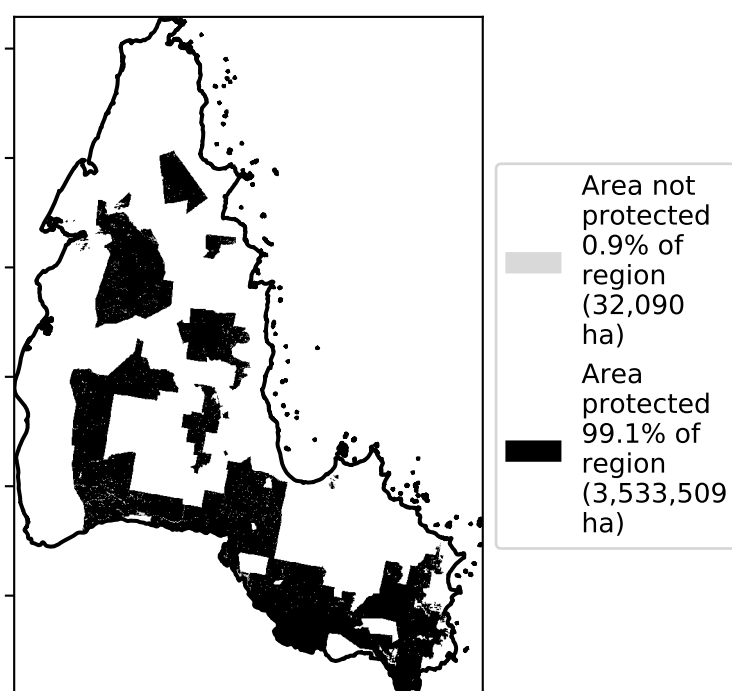 Area not
protected
0.9% of
region
(32,090
ha)
Area
protected
99.1% of
region
(3,533,509
ha)